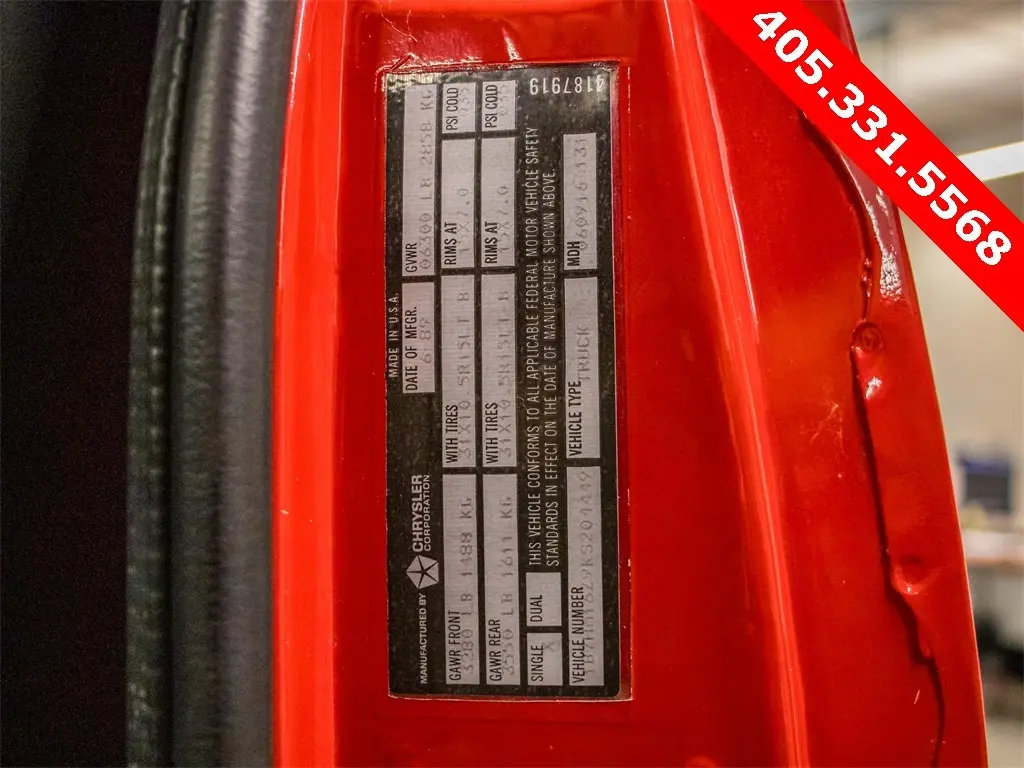 405.331.5568
MADE IN U.S.A.
4187919
MANUFACTURED BY CHRYSLER
CORPORATION
DATE OF MFGR.
6-89
GVWR
06300 LB 2858 KG
GAWR FRONT
3280 LB 1488 KG
WITH TIRES
31X10.5R15LT B
RIMS AT
15X7.0
PSI COLD
GAWR REAR
3550 LB 1611 KG
WITH TIRES
31X10.5R15LT B
RIMS AT
15X7.0
PSI COLD
SINGLE
X
DUAL
THIS VEHICLE CONFORMS TO ALL APPLICABLE FEDERAL MOTOR VEHICLE SAFETY
STANDARDS IN EFFECT ON THE DATE OF MANUFACTURE SHOWN ABOVE.
VEHICLE NUMBER
VEHICLE TYPE
TRUCK
MDH